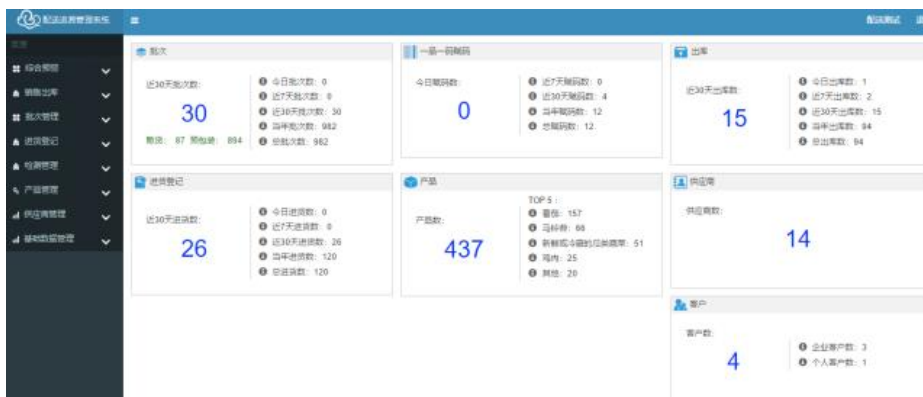 配送追溯管理系统
配送测试
综合预览
销售出库
批次管理
进货登记
检测管理
产品管理
供应商管理
基础数据管理
批次
近30天批次数:
30
散货: 87 预包装: 894
今日批次数: 0
近7天批次数: 0
近30天批次数: 30
当年批次数: 982
总批次数: 982
一品一码赋码
今日赋码数:
0
近7天赋码数: 0
近30天赋码数: 4
当年赋码数: 12
总赋码数: 12
出库
近30天出库数:
15
今日出库数: 1
近7天出库数: 2
近30天出库数: 15
当年出库数: 94
总出库数: 94
进货登记
近30天进货数:
26
今日进货数: 0
近7天进货数: 0
近30天进货数: 26
当年进货数: 120
总进货数: 120
产品
产品数:
437
TOP 5 :
番茄: 157
马铃薯: 66
新鲜或冷藏的瓜类蔬菜: 51
鸡肉: 25
其他: 20
供应商
供应商数:
14
客户
客户数:
4
企业客户数: 3
个人客户数: 1